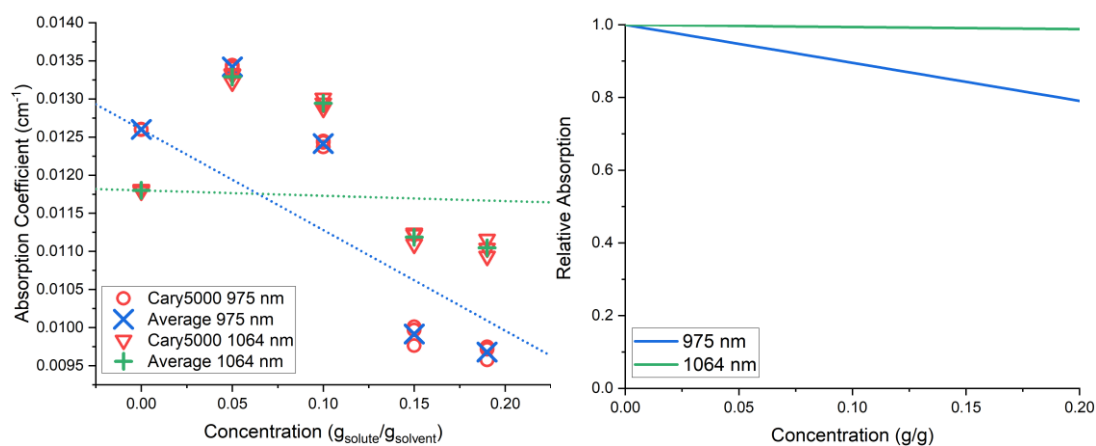 0.0140
0.0135
0.0130
0.0125
0.0120
0.0115
0.0110
0.0105
0.0100
0.0095
Absorption Coefficient (cm⁻¹)
Cary5000 975 nm
Average 975 nm
Cary5000 1064 nm
Average 1064 nm
0.00 0.05 0.10 0.15 0.20
Concentration (gsolute/gsolvent)
1.0
0.8
0.6
0.4
0.2
0.0
Relative Absorption
975 nm
1064 nm
0.00 0.05 0.10 0.15 0.20
Concentration (g/g)